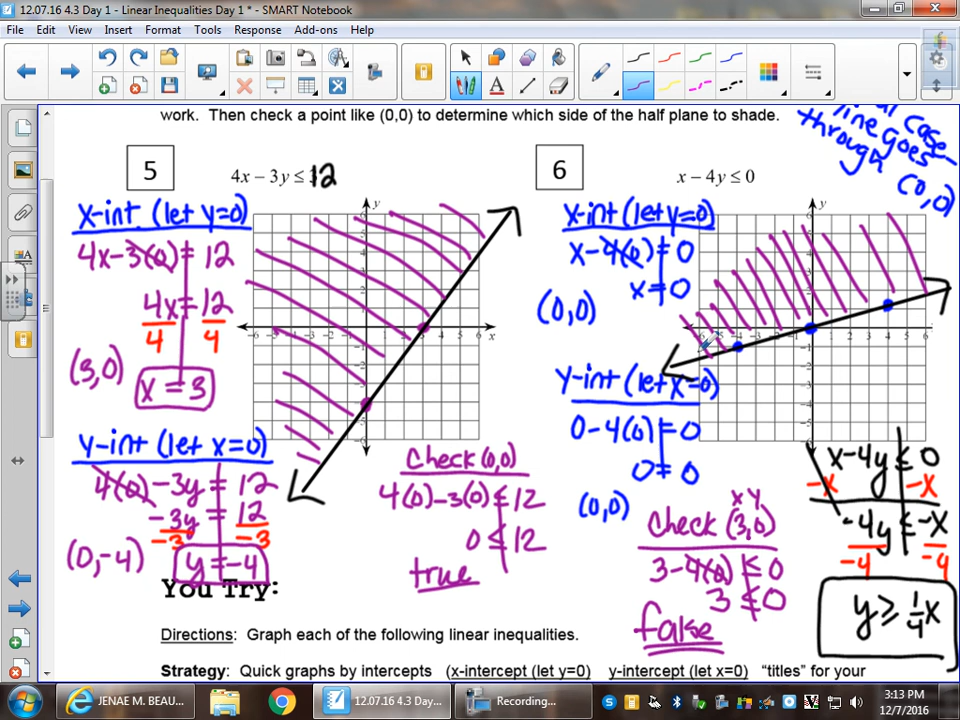 12.07.16 4.3 Day 1 - Linear Inequalities Day 1 * - SMART Notebook
File Edit View Insert Format Tools Response Add-ons Help
work. Then check a point like (0,0) to determine which side of the half plane to shade.
case-
line goes
through
(0,0)
5
4x – 3y ≤ 12
x-int (let y=0)
4x-3(0) = 12
4x = 12
4 4
x = 3
(3,0)
y-int (let x=0)
4(0) -3y = 12
-3y = 12
-3 -3
y = -4
(0,-4)
y
x
check (0,0)
4(0)-3(0) ≤ 12
0 ≤ 12
true
6
x – 4y ≤ 0
x-int (let y=0)
x-4(0) = 0
x = 0
(0,0)
y-int (let x=0)
0-4(0) = 0
0 = 0
(0,0)
y
x
x y
check (3,0)
3-4(0) ≤ 0
3 ≤ 0
false
x-4y ≤ 0
-x -x
-4y ≤ -x
-4 -4
y ≥ 1/4 x
You Try:
Directions: Graph each of the following linear inequalities.
Strategy: Quick graphs by intercepts (x-intercept (let y=0) y-intercept (let x=0) “titles” for your
JENAE M. BEAU...
12.07.16 4.3 Day...
Recording...
3:13 PM
12/7/2016